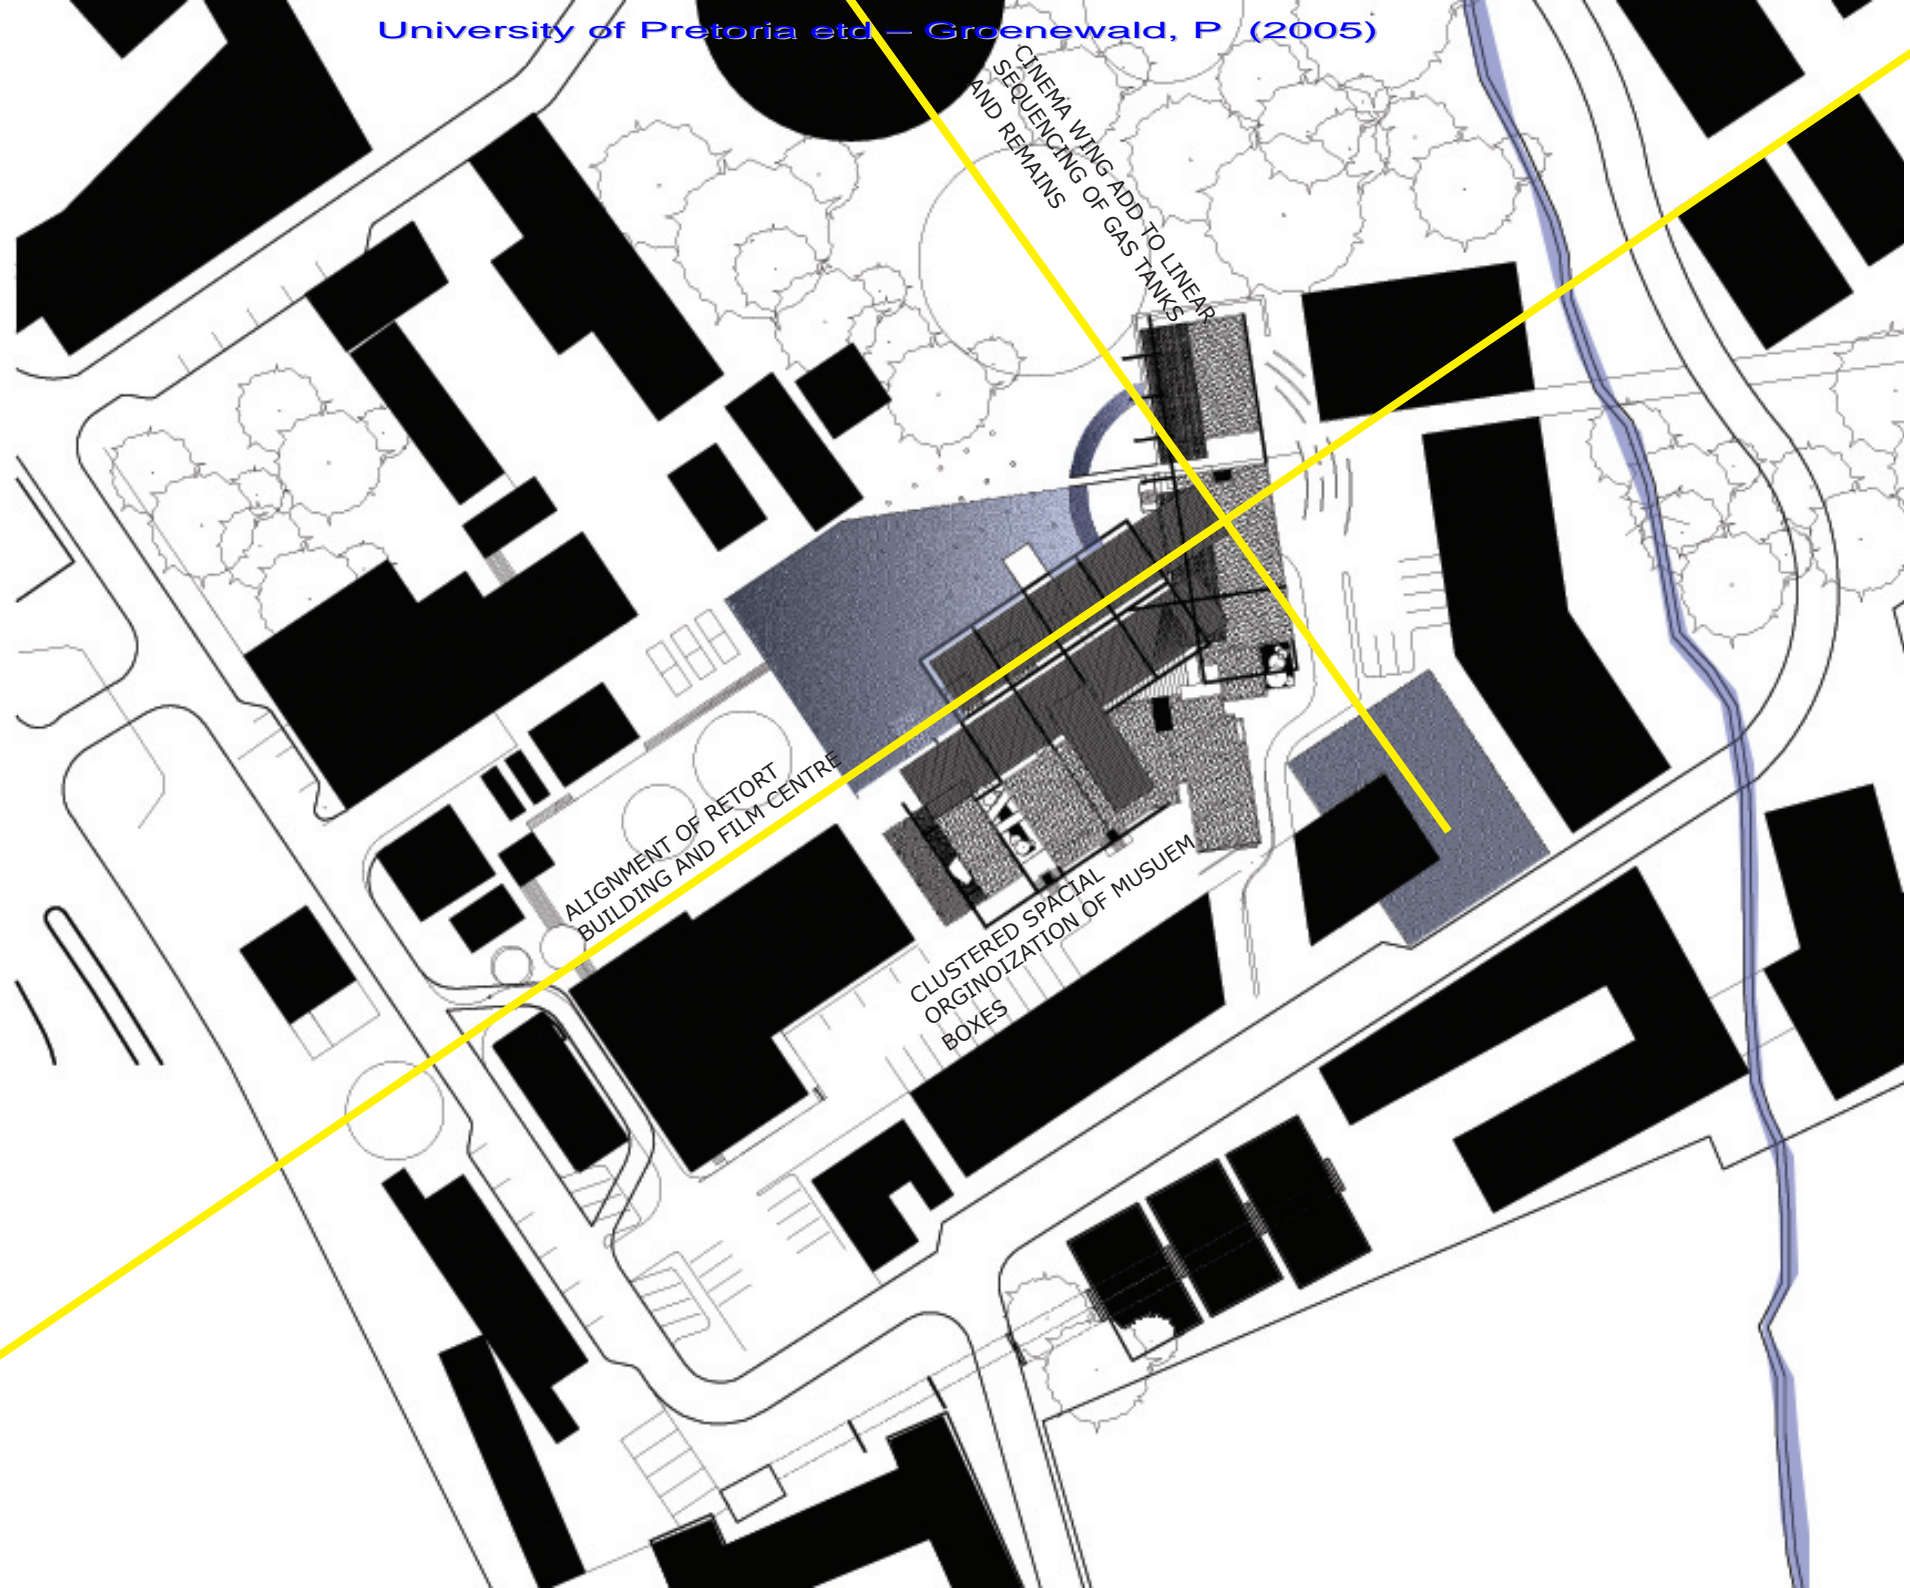 University of Pretoria etd – Groenewald, P (2005)
CINEMA WING ADD TO LINEAR
SEQUENCING OF GAS TANKS
AND REMAINS
ALIGNMENT OF RETORT
BUILDING AND FILM CENTRE
CLUSTERED SPACIAL
ORGINOIZATION OF MUSUEM
BOXES